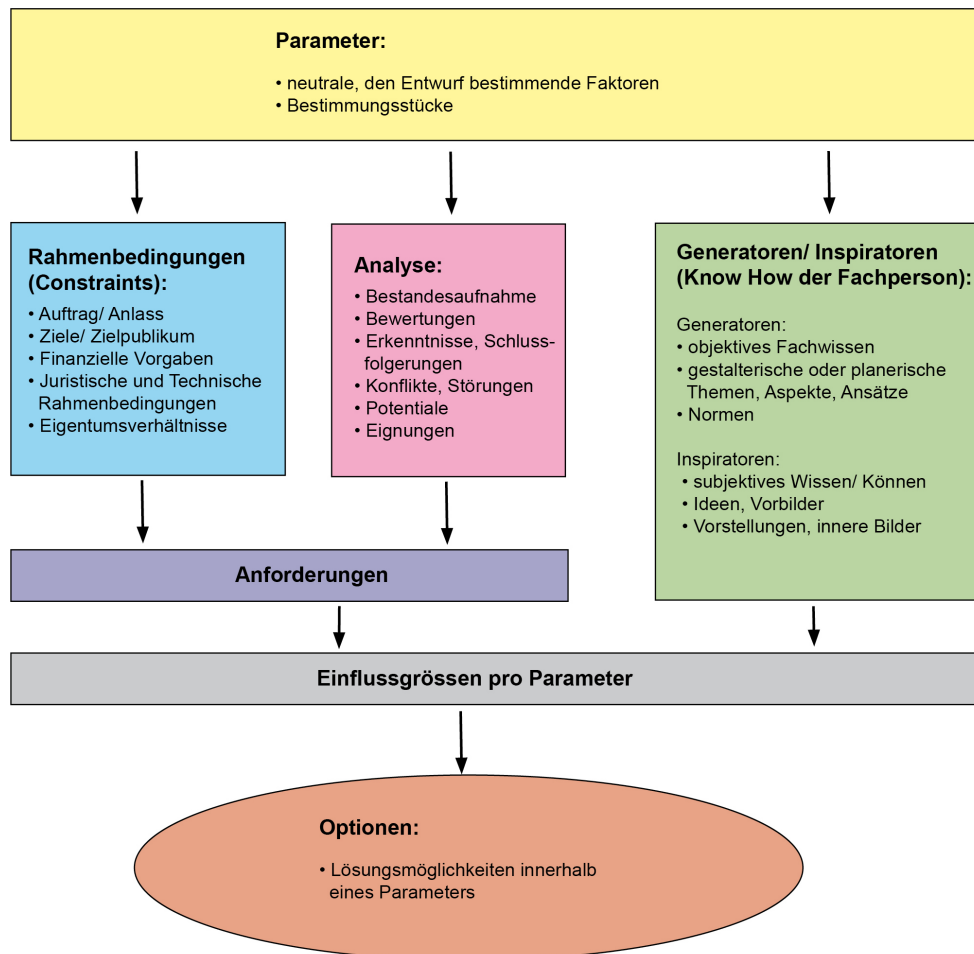 Parameter:
• neutrale, den Entwurf bestimmende Faktoren
• Bestimmungsstücke
Rahmenbedingungen
(Constraints):
• Auftrag/ Anlass
• Ziele/ Zielpublikum
• Finanzielle Vorgaben
• Juristische und Technische
Rahmenbedingungen
• Eigentumsverhältnisse
Analyse:
• Bestandesaufnahme
• Bewertungen
• Erkenntnisse, Schluss-
folgerungen
• Konflikte, Störungen
• Potentiale
• Eignungen
Generatoren/ Inspiratoren
(Know How der Fachperson):
Generatoren:
• objektives Fachwissen
• gestalterische oder planerische
Themen, Aspekte, Ansätze
• Normen
Inspiratoren:
• subjektives Wissen/ Können
• Ideen, Vorbilder
• Vorstellungen, innere Bilder
Anforderungen
Einflussgrössen pro Parameter
Optionen:
• Lösungsmöglichkeiten innerhalb
eines Parameters